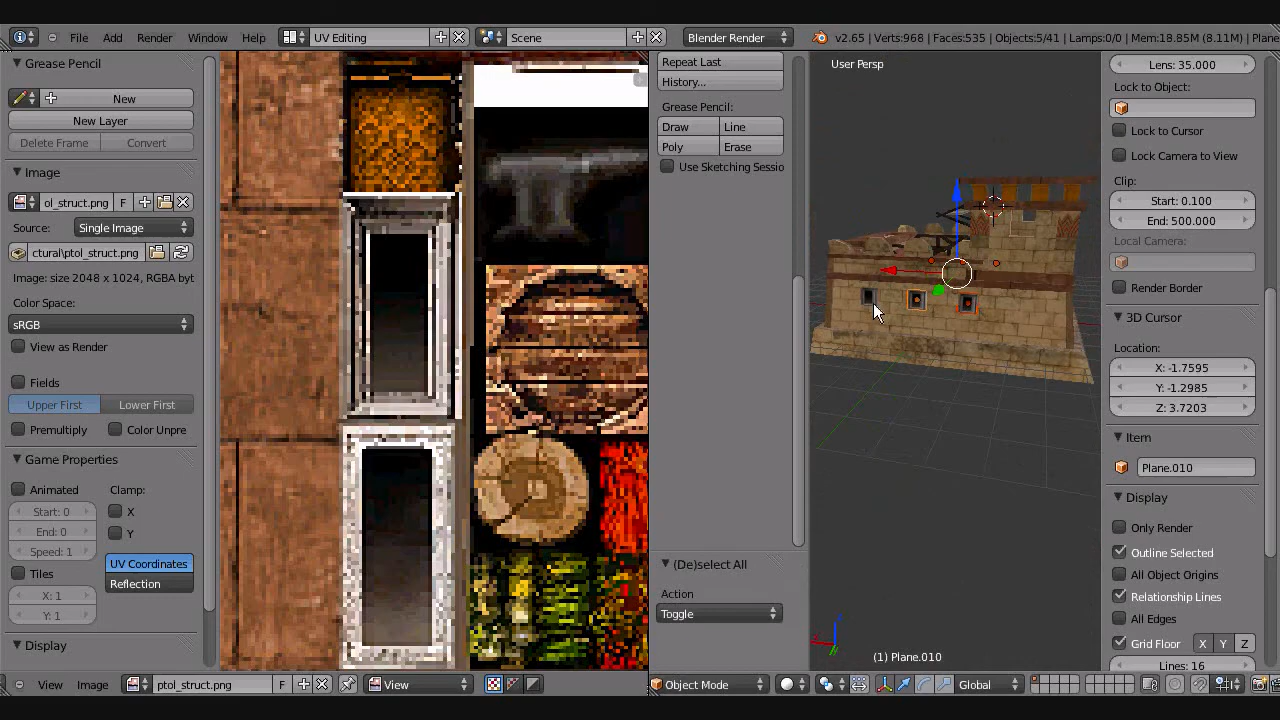 File Add Render Window Help UV Editing Scene Blender Render v2.65 | Verts:968 | Faces:535 | Objects:5/41 | Lamps:0/0 | Mem:18.95M (8.11M) | Plane
Grease Pencil
New
New Layer
Delete Frame Convert
Image
ol_struct.png F
Source: Single Image
ctural\ptol_struct.png
Image: size 2048 x 1024, RGBA byt
Color Space:
sRGB
View as Render
Fields
Upper First Lower First
Premultiply Color Unpre
Game Properties
Animated Clamp:
Start: 0 X
End: 0 Y
Speed: 1
Tiles UV Coordinates
X: 1 Reflection
Y: 1
Display
View Image ptol_struct.png F View
Repeat Last
History...
Grease Pencil:
Draw Line
Poly Erase
Use Sketching Sessio
(De)select All
Action
Toggle
User Persp
(1) Plane.010
Object Mode Global
Lens: 35.000
Lock to Object:
Lock to Cursor
Lock Camera to View
Clip:
Start: 0.100
End: 500.000
Local Camera:
Render Border
3D Cursor
Location:
X: -1.7595
Y: -1.2985
Z: 3.7203
Item
Plane.010
Display
Only Render
Outline Selected
All Object Origins
Relationship Lines
All Edges
Grid Floor X Y Z
Lines: 16